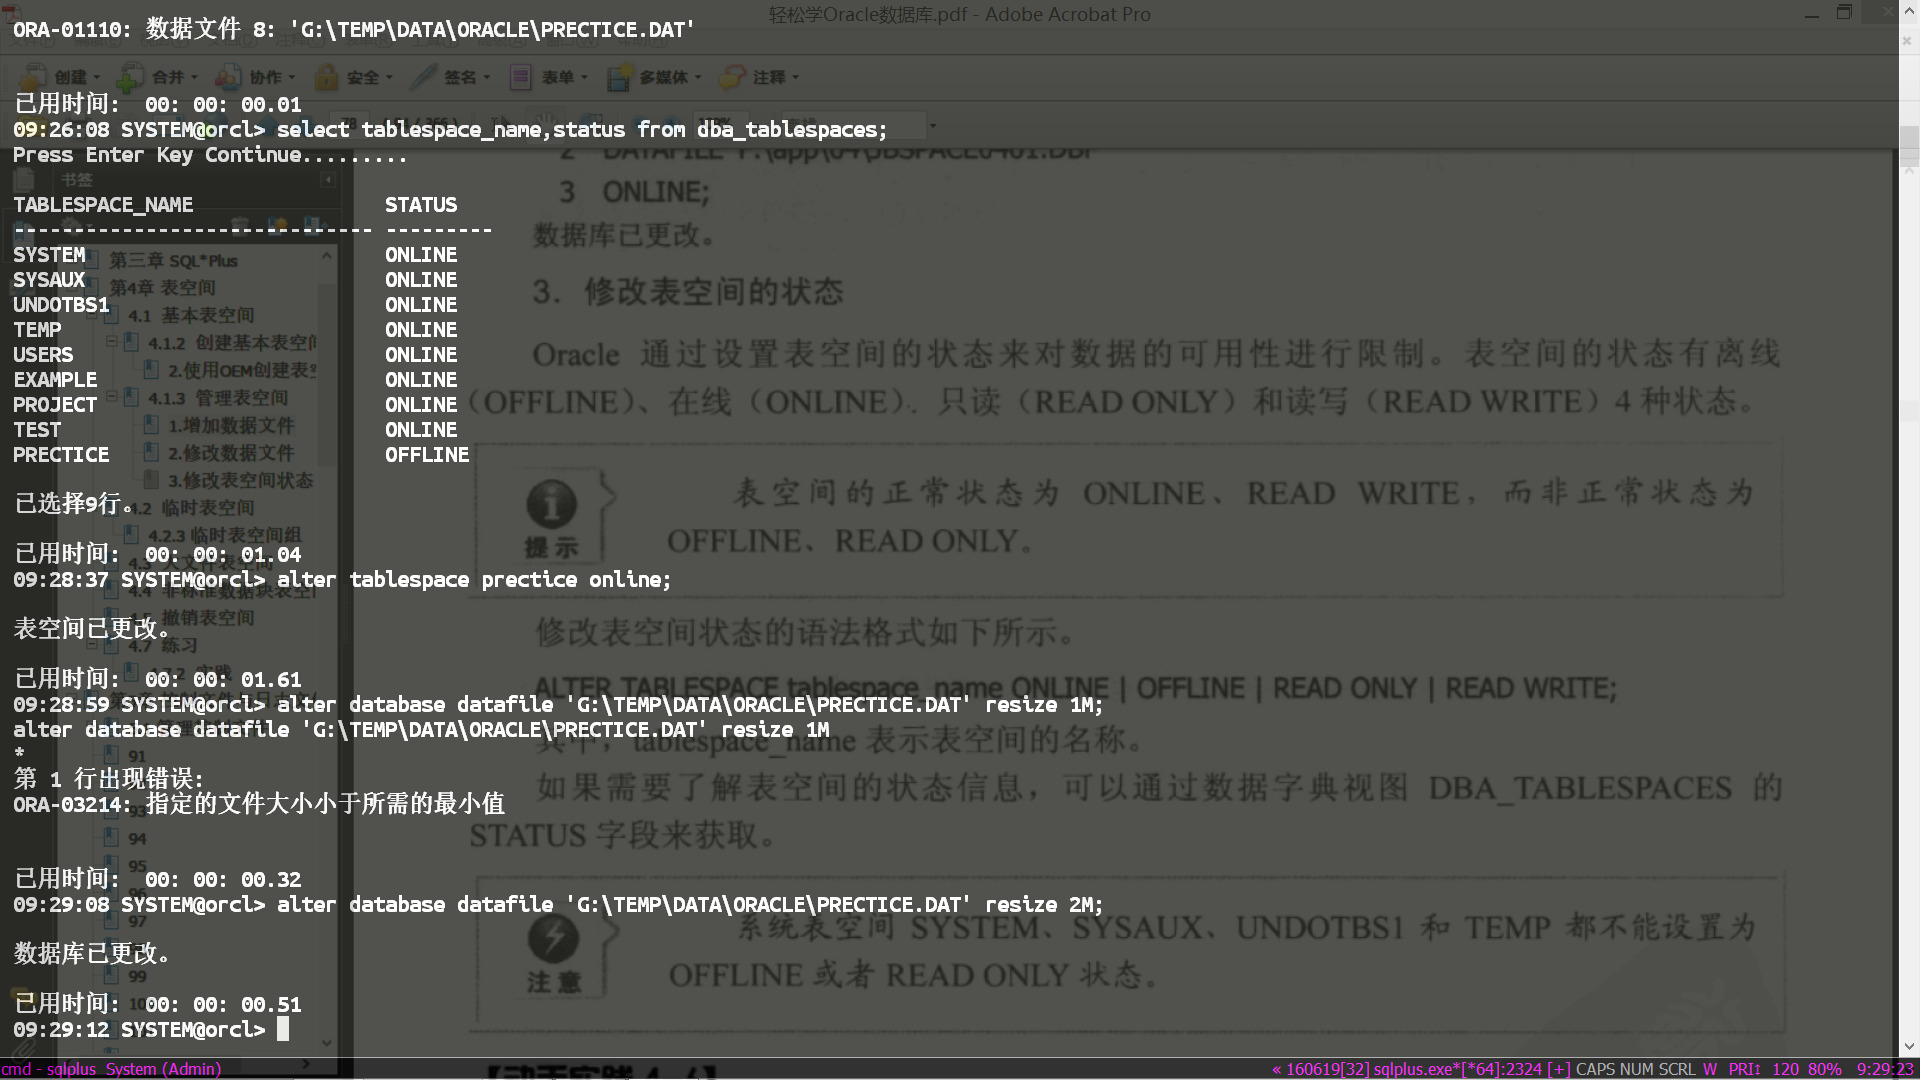 轻松学Oracle数据库.pdf - Adobe Acrobat Pro
ORA-01110: 数据文件 8: 'G:\TEMP\DATA\ORACLE\PRECTICE.DAT'
创建 合并 协作 安全 签名 表单 多媒体 注释
已用时间:  00: 00: 00.01
09:26:08 SYSTEM@orcl> select tablespace_name,status from dba_tablespaces;
Press Enter Key Continue.........
TABLESPACE_NAME                STATUS
------------------------------ ---------
SYSTEM                         ONLINE
SYSAUX                         ONLINE
UNDOTBS1                       ONLINE
TEMP                           ONLINE
USERS                          ONLINE
EXAMPLE                        ONLINE
PROJECT                        ONLINE
TEST                           ONLINE
PRECTICE                       OFFLINE
已选择9行。
已用时间:  00: 00: 01.04
09:28:37 SYSTEM@orcl> alter tablespace prectice online;
表空间已更改。
已用时间:  00: 00: 01.61
09:28:59 SYSTEM@orcl> alter database datafile 'G:\TEMP\DATA\ORACLE\PRECTICE.DAT' resize 1M;
alter database datafile 'G:\TEMP\DATA\ORACLE\PRECTICE.DAT' resize 1M
*
第 1 行出现错误:
ORA-03214: 指定的文件大小小于所需的最小值
已用时间:  00: 00: 00.32
09:29:08 SYSTEM@orcl> alter database datafile 'G:\TEMP\DATA\ORACLE\PRECTICE.DAT' resize 2M;
数据库已更改。
已用时间:  00: 00: 00.51
09:29:12 SYSTEM@orcl>
书签
第三章 SQL*Plus
第4章 表空间
4.1 基本表空间
4.1.2 创建基本表空间
2.使用OEM创建表空
4.1.3 管理表空间
1.增加数据文件
2.修改数据文件
3.修改表空间状态
4.2 临时表空间
4.2.3 临时表空间组
4.3 大文件表空间
4.4 非标准数据块表空间
4.5 撤销表空间
4.7 练习
4.7.2 实践
91
93
94
95
96
97
99
3 ONLINE;
数据库已更改。
3. 修改表空间的状态
Oracle 通过设置表空间的状态来对数据的可用性进行限制。表空间的状态有离线
（OFFLINE）、在线（ONLINE）. 只读（READ ONLY）和读写（READ WRITE）4 种状态。
提示
表空间的正常状态为 ONLINE、READ WRITE，而非正常状态为
OFFLINE、READ ONLY。
修改表空间状态的语法格式如下所示。
ALTER TABLESPACE tablespace_name ONLINE | OFFLINE | READ ONLY | READ WRITE;
其中，tablespace_name 表示表空间的名称。
如果需要了解表空间的状态信息，可以通过数据字典视图 DBA_TABLESPACES 的
STATUS 字段来获取。
注意
系统表空间 SYSTEM、SYSAUX、UNDOTBS1 和 TEMP 都不能设置为
OFFLINE 或者 READ ONLY 状态。
cmd - sqlplus  System (Admin)
« 160619[32] sqlplus.exe*[*64]:2324 [+] CAPS NUM SCRL W PRI↕ 120 80% 9:29:23